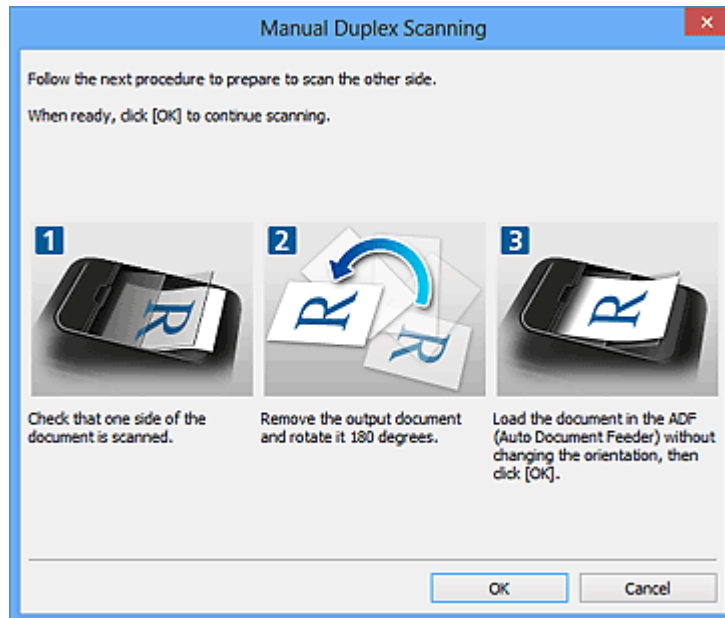 Manual Duplex Scanning
Follow the next procedure to prepare to scan the other side.
When ready, click [OK] to continue scanning.
1
2
3
R
R
R
R
Check that one side of the
document is scanned.
Remove the output document
and rotate it 180 degrees.
Load the document in the ADF
(Auto Document Feeder) without
changing the orientation, then
click [OK].
OK
Cancel